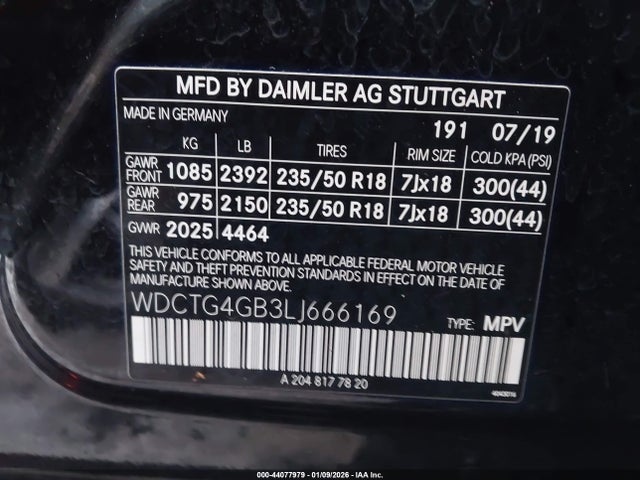 MFD BY DAIMLER AG STUTTGART
MADE IN GERMANY
191 07/19
KG LB TIRES RIM SIZE COLD KPA (PSI)
GAWR FRONT 1085 2392 235/50 R18 7Jx18 300(44)
GAWR REAR 975 2150 235/50 R18 7Jx18 300(44)
GVWR 2025 4464
THIS VEHICLE CONFORMS TO ALL APPLICABLE FEDERAL MOTOR VEHICLE
SAFETY AND THEFT PREVENTION STANDARDS IN EFFECT ON THE DATE OF
MANUFACTURE SHOWN ABOVE.
WDCTG4GB3LJ666169
TYPE: MPV
A 204 817 78 20
000-44077979 - 01/09/2026 - IAA Inc.